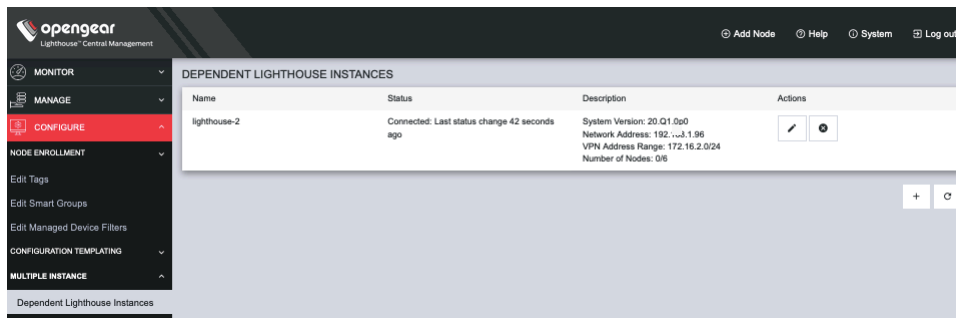 opengear
Lighthouse™ Central Management
Add Node
Help
System
Log out
MONITOR
MANAGE
CONFIGURE
NODE ENROLLMENT
Edit Tags
Edit Smart Groups
Edit Managed Device Filters
CONFIGURATION TEMPLATING
MULTIPLE INSTANCE
Dependent Lighthouse Instances
DEPENDENT LIGHTHOUSE INSTANCES
Name Status Description Actions
lighthouse-2
Connected: Last status change 42 seconds
ago
System Version: 20.Q1.0p0
Network Address:
VPN Address Range: 172.16.2.0/24
Number of Nodes: 0/6